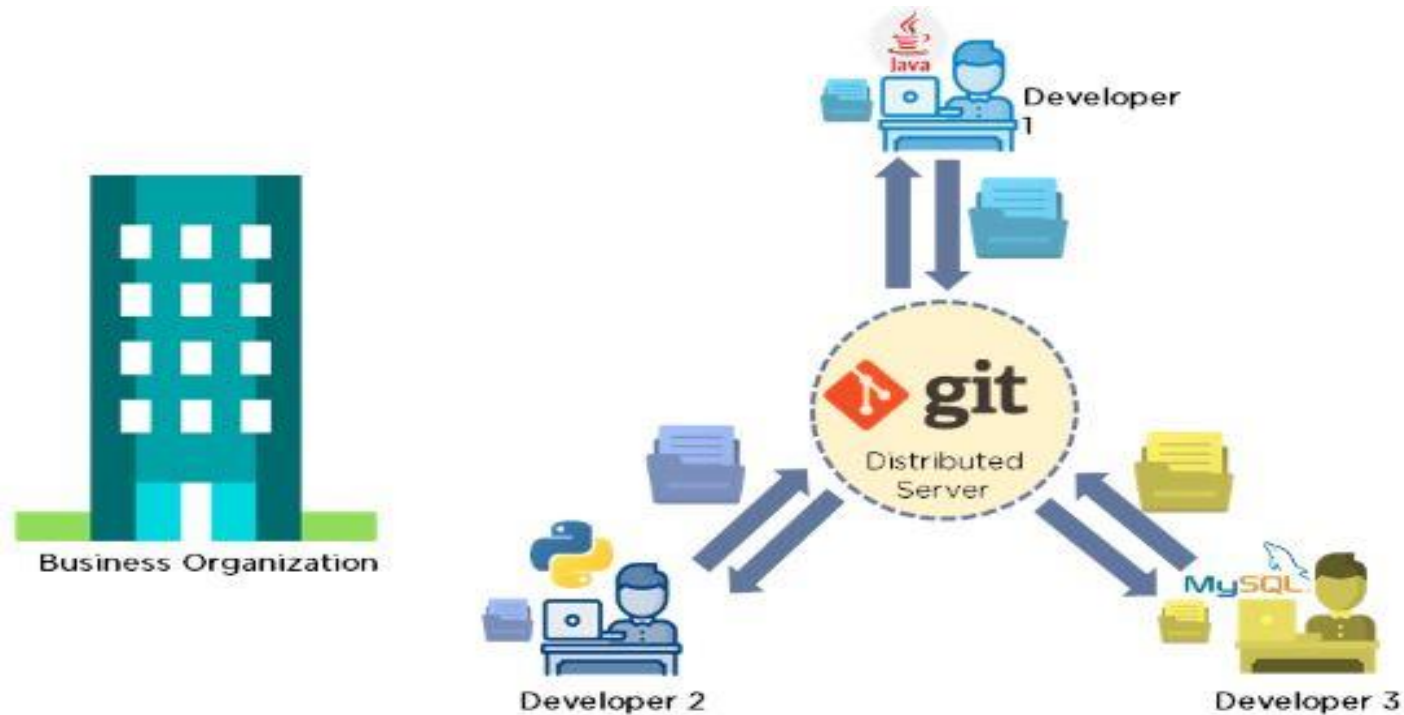 Java
Developer
1
git
Distributed
Server
Business Organization
MySQL
Developer 2
Developer 3